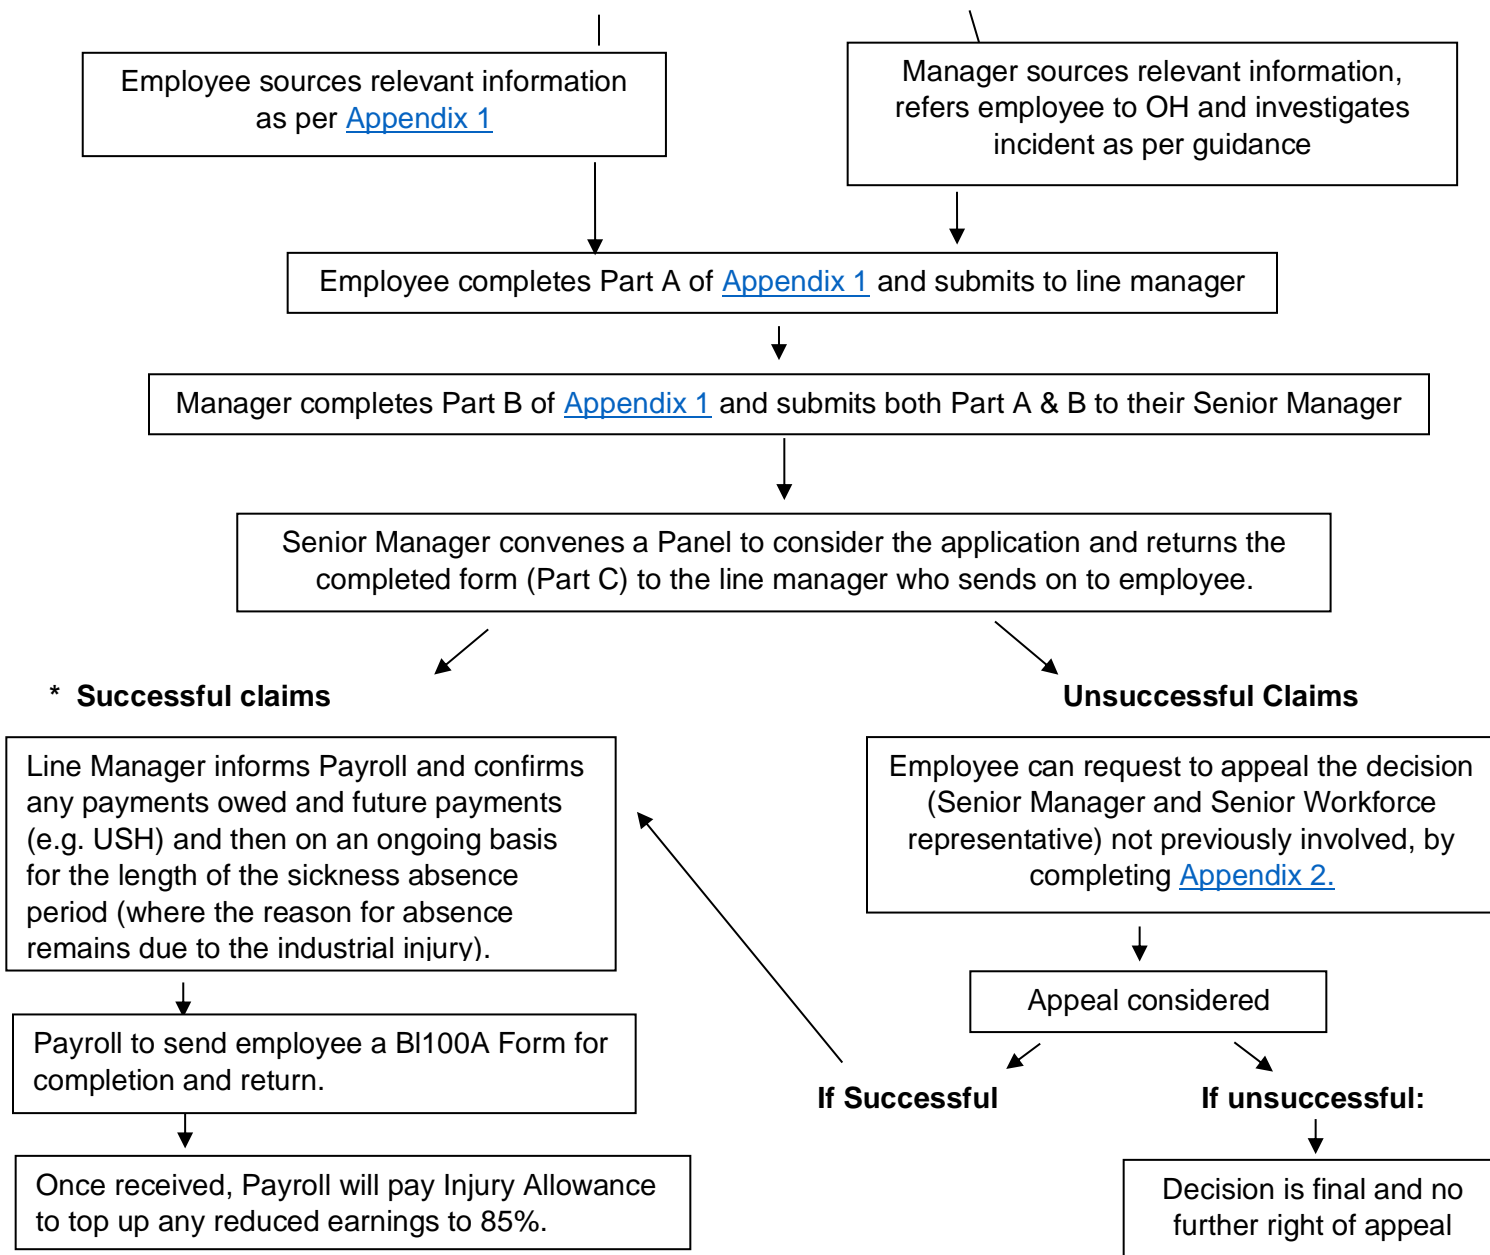 Employee sources relevant information
as per Appendix 1
Manager sources relevant information,
refers employee to OH and investigates
incident as per guidance
Employee completes Part A of Appendix 1 and submits to line manager
Manager completes Part B of Appendix 1 and submits both Part A & B to their Senior Manager
Senior Manager convenes a Panel to consider the application and returns the
completed form (Part C) to the line manager who sends on to employee.
* Successful claims
Line Manager informs Payroll and confirms
any payments owed and future payments
(e.g. USH) and then on an ongoing basis
for the length of the sickness absence
period (where the reason for absence
remains due to the industrial injury).
Payroll to send employee a BI100A Form for
completion and return.
Once received, Payroll will pay Injury Allowance
to top up any reduced earnings to 85%.
Unsuccessful Claims
Employee can request to appeal the decision
(Senior Manager and Senior Workforce
representative) not previously involved, by
completing Appendix 2.
Appeal considered
If Successful
If unsuccessful:
Decision is final and no
further right of appeal